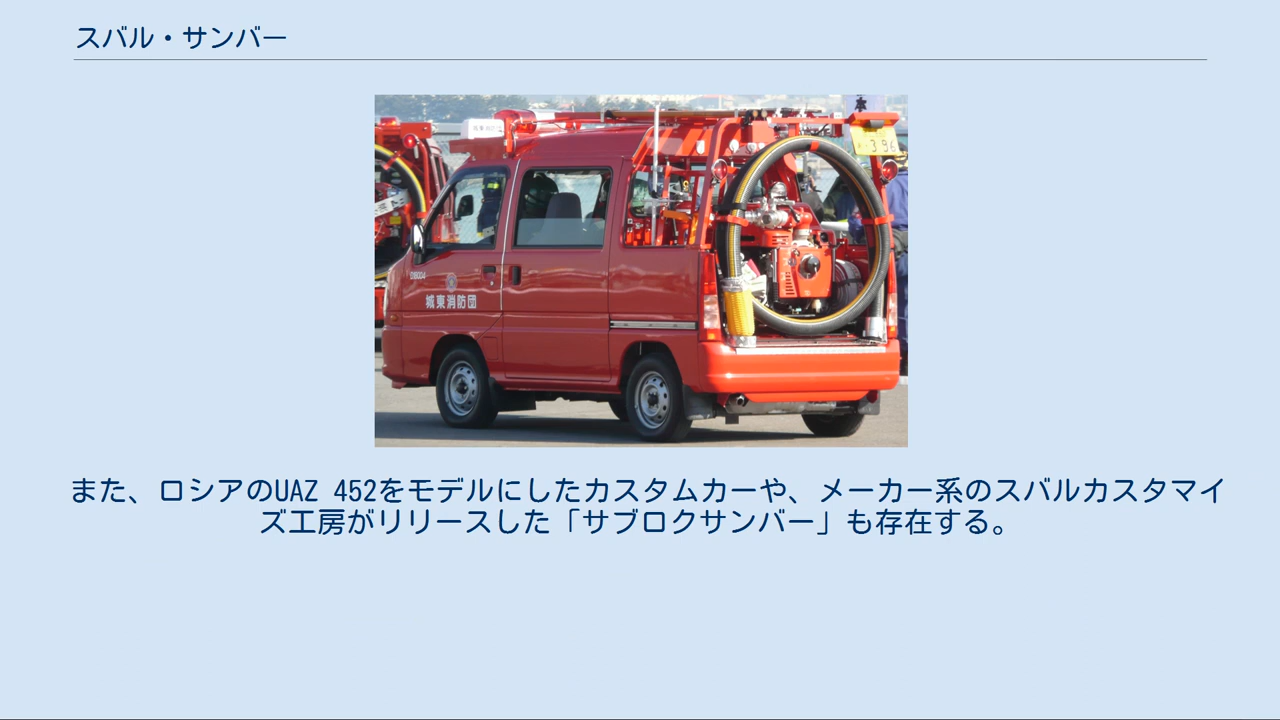 スバル・サンバー
本
396
城東消防団
また、ロシアのUAZ 452をモデルにしたカスタムカーや、メーカー系のスバルカスタマイ
ズ工房がリリースした「サブロクサンバー」も存在する。